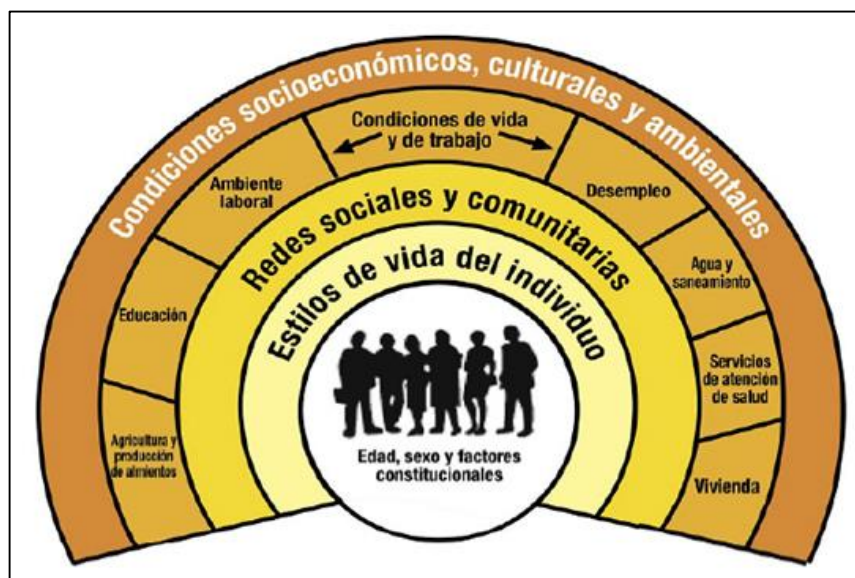 Condiciones socioeconómicos, culturales y ambientales
Condiciones de vida
y de trabajo
Ambiente
laboral
Desempleo
Redes sociales y comunitarias
Agua y
saneamiento
Educación
Estilos de vida del individuo
Servicios
de atención
de salud
Agricultura y
producción
de alimientos
Edad, sexo y factores
constitucionales
Vivienda